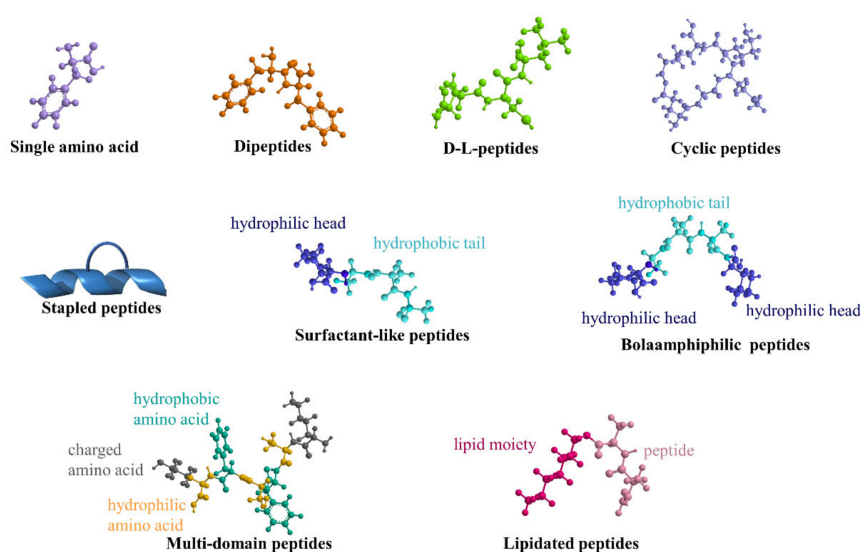 Single amino acid
Dipeptides
D-L-peptides
Cyclic peptides
hydrophilic head
hydrophobic tail
hydrophobic tail
Stapled peptides
Surfactant-like peptides
hydrophilic head
hydrophilic head
Bolaamphiphilic peptides
hydrophobic
amino acid
charged
amino acid
hydrophilic
amino acid
Multi-domain peptides
lipid moicty
peptide
Lipidated peptides